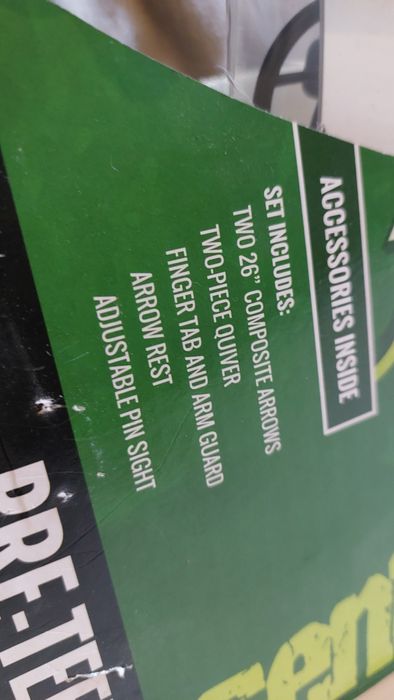 ACCESSORIES INSIDE
SET INCLUDES:
TWO 26" COMPOSITE ARROWS
TWO-PIECE QUIVER
FINGER TAB AND ARM GUARD
ARROW REST
ADJUSTABLE PIN SIGHT